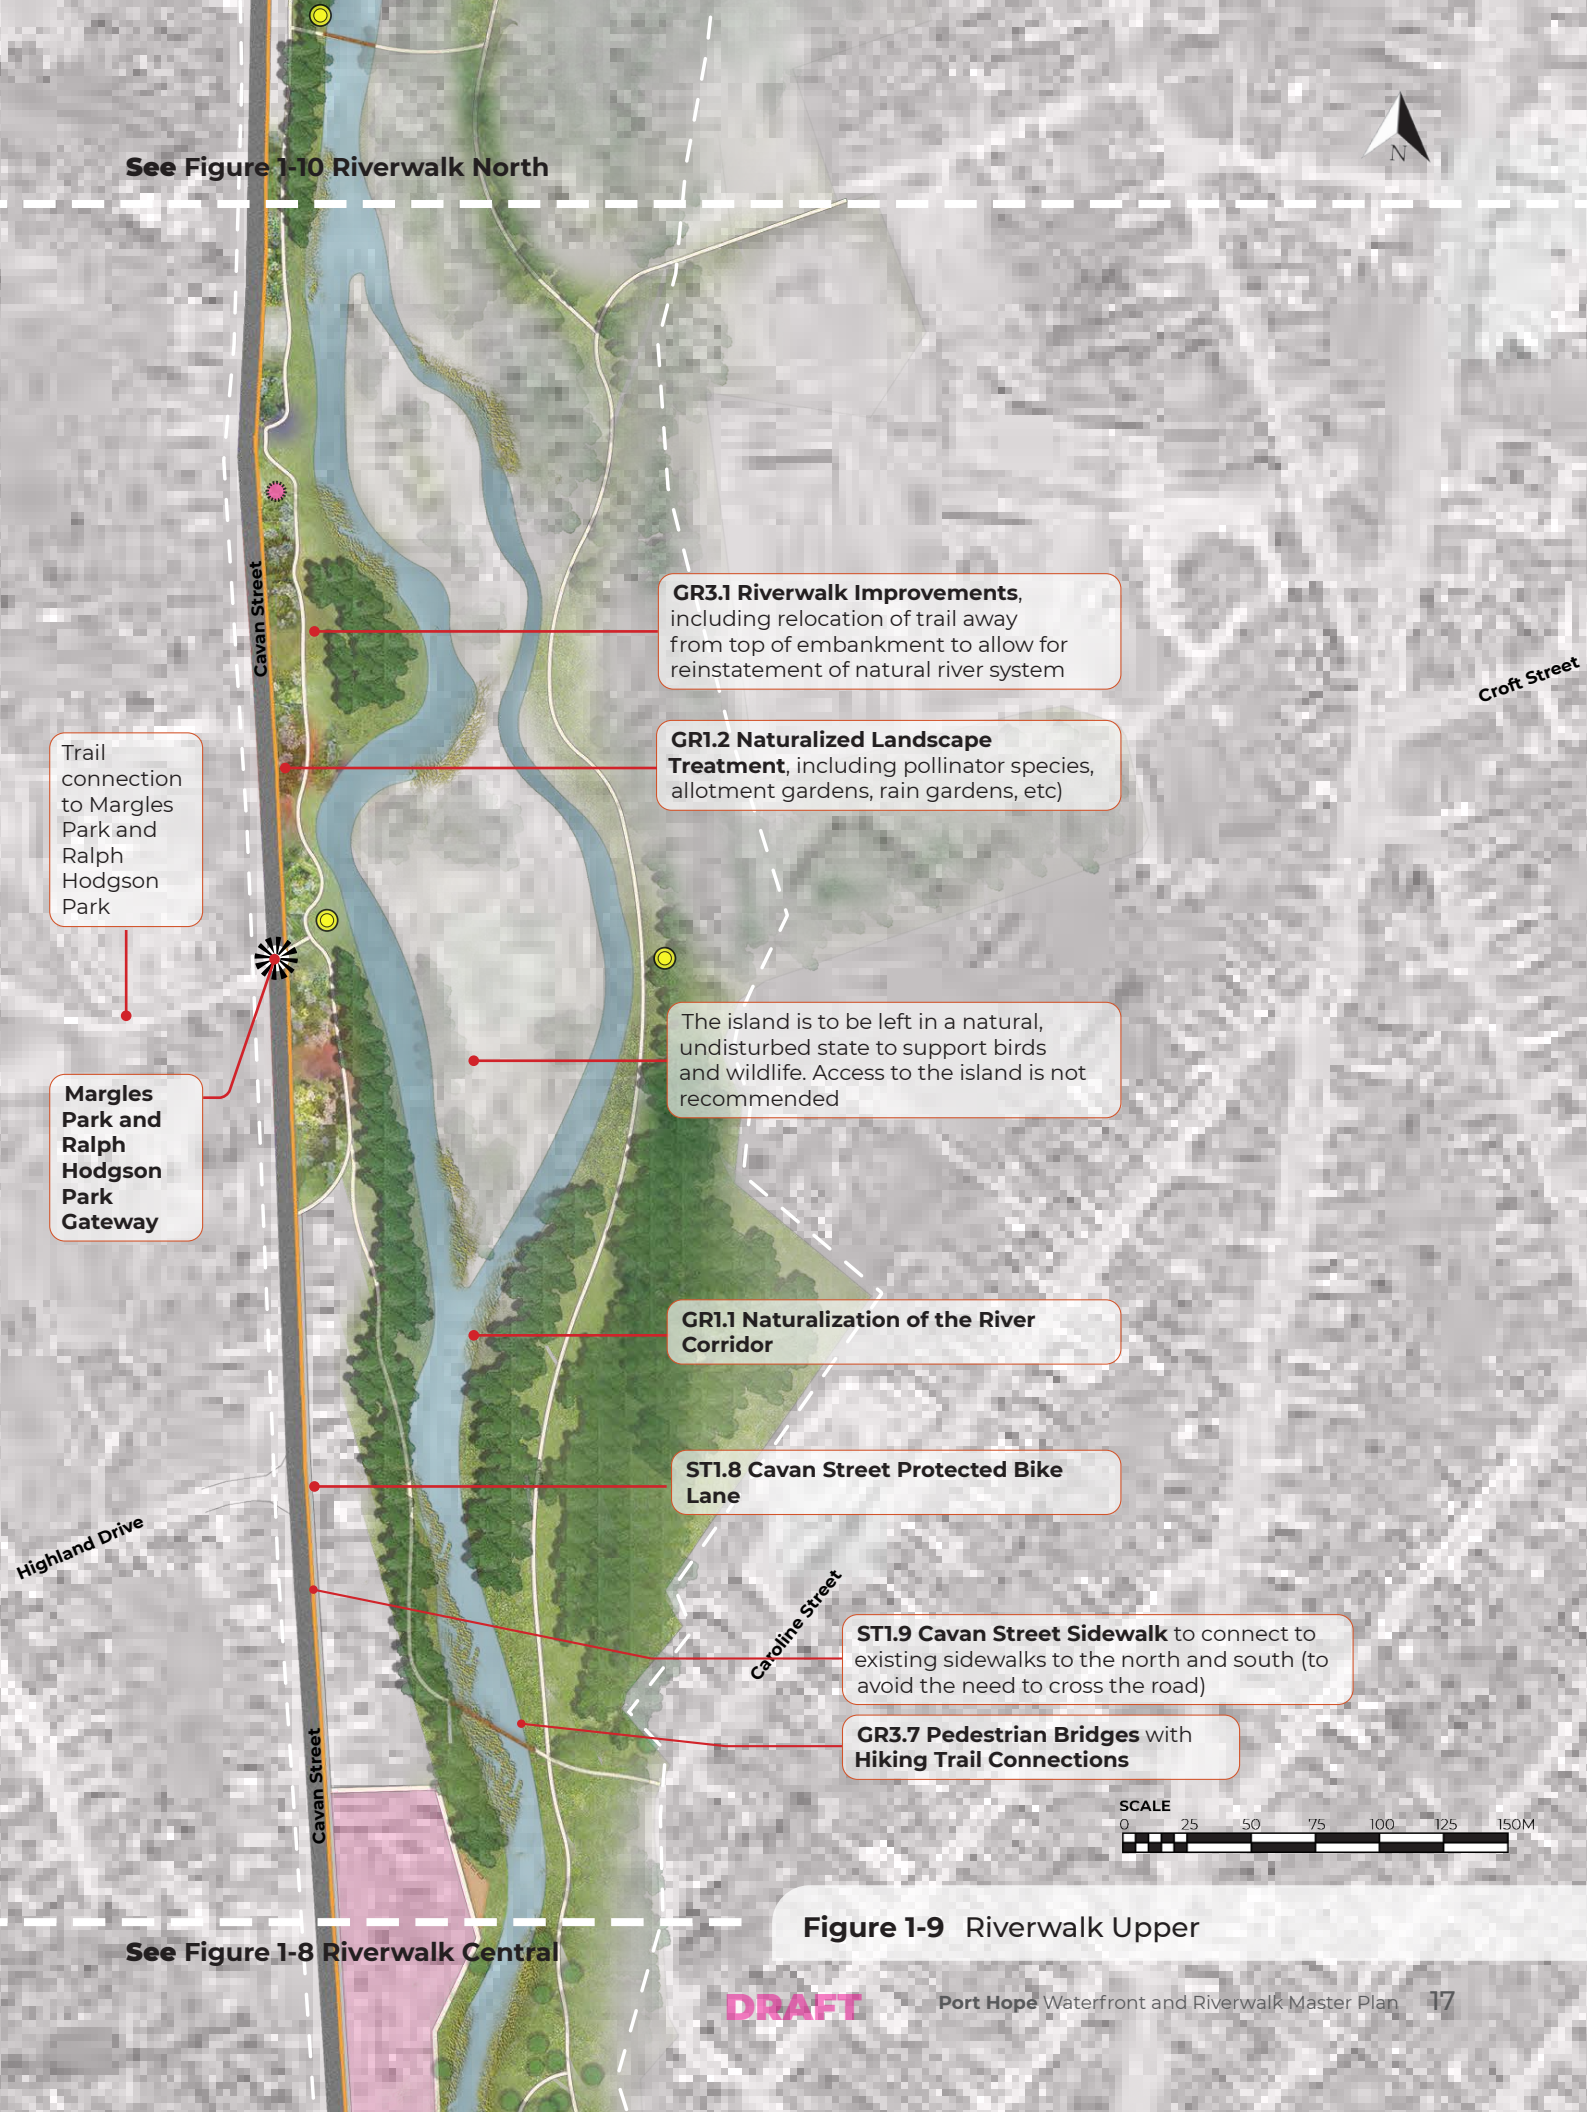 See Figure 1-10 Riverwalk North
N
Cavan Street
GR3.1 Riverwalk Improvements,
including relocation of trail away
from top of embankment to allow for
reinstatement of natural river system
Croft Street
GR1.2 Naturalized Landscape
Treatment, including pollinator species,
allotment gardens, rain gardens, etc)
Trail
connection
to Margles
Park and
Ralph
Hodgson
Park
The island is to be left in a natural,
undisturbed state to support birds
and wildlife. Access to the island is not
recommended
Margles
Park and
Ralph
Hodgson
Park
Gateway
GR1.1 Naturalization of the River
Corridor
ST1.8 Cavan Street Protected Bike
Lane
Highland Drive
Caroline Street
ST1.9 Cavan Street Sidewalk to connect to
existing sidewalks to the north and south (to
avoid the need to cross the road)
GR3.7 Pedestrian Bridges with
Hiking Trail Connections
Cavan Street
SCALE
0 25 50 75 100 125 150M
Figure 1-9 Riverwalk Upper
See Figure 1-8 Riverwalk Central
DRAFT
Port Hope Waterfront and Riverwalk Master Plan 17